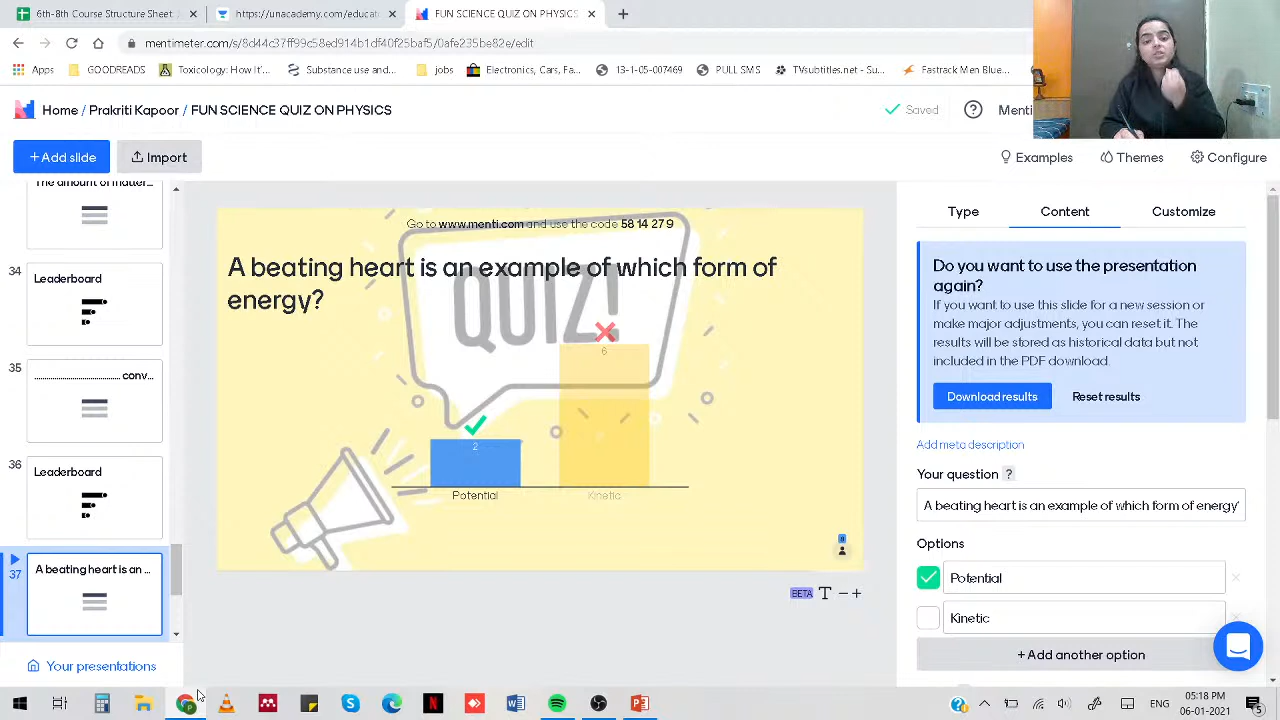 6th-8th Course Structure sheet
https://unacademy.com/educati
FUN SCIENCE QUIZ ON PHYSICS
mentimeter.com/s/8d44c37ff99c58ed914b1df40f25baf5/0afe235be82e/edit
Apps GOODREADS Toxicology: How It'... Substance use and... jobs Electronics, Cars, Fa... 13-1-05-007469 PULL SMS TVsubtitles.net - Su... Fastrack Men Blue...
Home / Prakriti Kapoor / FUN SCIENCE QUIZ ON PHYSICS
Saved
? Menti
+Add slide
Import
Examples
Themes
Configure
The amount of matter...
34
Leaderboard
35
conv...
36
Leaderboard
37
A beating heart is an ...
Your presentations
Go to www.menti.com and use the code 58 14 27 9
A beating heart is an example of which form of
energy?
QUIZ!
6
2
Potential
Kinetic
8
BETA T − +
Type
Content
Customize
Do you want to use the presentation
again?
If you want to use this slide for a new session or
make major adjustments, you can reset it. The
results will be stored as historical data but not
included in the PDF download.
Download results
Reset results
Add meta description
Your question ?
A beating heart is an example of which form of energy?
Options
Potential
Kinetic
+ Add another option
ENG
05:18 PM
06-01-2021
5